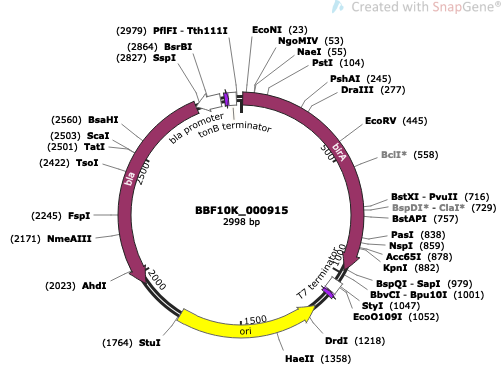 Created with SnapGene®
(2979) PflFI - Tth111I
(2864) BsrBI
(2827) SspI
EcoNI (23)
NgoMIV (53)
NaeI (55)
PstI (104)
PshAI (245)
DraIII (277)
EcoRV (445)
BclI* (558)
BstXI - PvuII (716)
BspDI* - ClaI* (729)
BstAPI (757)
PasI (838)
NspI (859)
Acc65I (878)
KpnI (882)
BspQI - SapI (979)
BbvCI - Bpu10I (1001)
StyI (1047)
EcoO109I (1052)
DrdI (1218)
HaeII (1358)
(1764) StuI
(2023) AhdI
(2171) NmeAIII
(2245) FspI
(2422) TsoI
(2501) TatI
(2503) ScaI
(2560) BsaHI
bla promoter
tonB terminator
birA
500
1000
T7 terminator
1500
ori
2000
bla
2500
BBF10K_000915
2998 bp